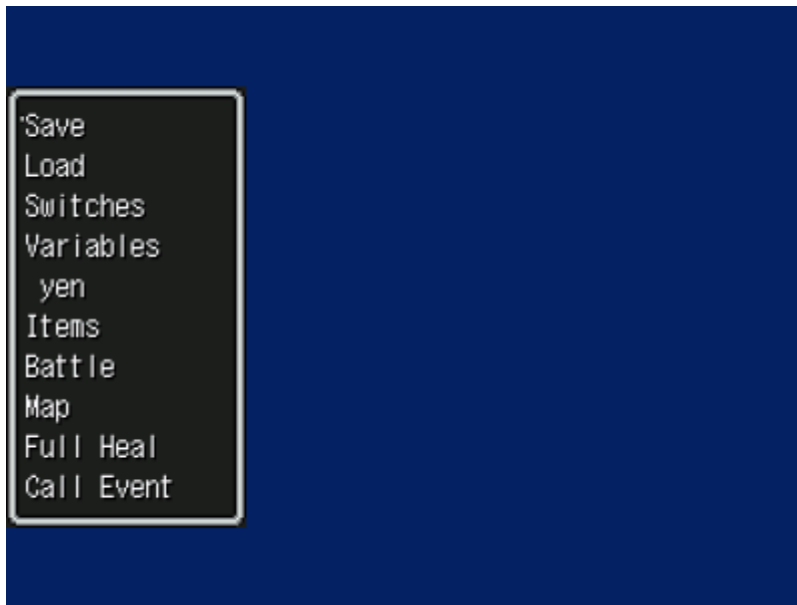 Save
Load
Switches
Variables
yen
Items
Battle
Map
Full Heal
Call Event